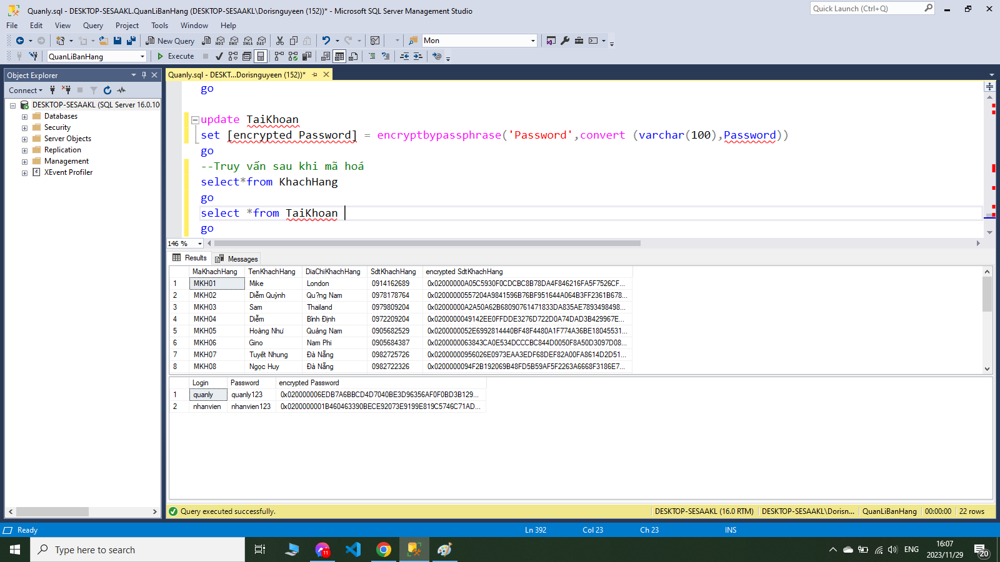 Quanly.sql - DESKTOP-SESAAKL.QuanLiBanHang (DESKTOP-SESAAKL\Dorisnguyeen (152))* - Microsoft SQL Server Management Studio
Quick Launch (Ctrl+Q)
File Edit View Query Project Tools Window Help
New Query MDX DMX XMLA DAX Mon
QuanLiBanHang Execute
Object Explorer
Quanly.sql - DESKT...Dorisnguyeen (152))*
Connect
DESKTOP-SESAAKL (SQL Server 16.0.10
Databases
Security
Server Objects
Replication
Management
XEvent Profiler
go
update TaiKhoan
set [encrypted Password] = encryptbypassphrase('Password',convert (varchar(100),Password))
go
--Truy vấn sau khi mã hoá
select*from KhachHang
go
select *from TaiKhoan
go
146 %
Results Messages
MaKhachHang TenKhachHang DiaChiKhachHang SdtKhachHang encrypted SdtKhachHang
1 MKH01 Mike London 0914162689 0x02000000A05C5930F0CDCBC8B78DA4F846216FA5F7526CF...
2 MKH02 Diễm Quỳnh Qu?ng Nam 0978178764 0x02000000557204A9841596B76BF951644A064B3FF2361B678...
3 MKH03 Sam Thailand 0979809204 0x02000000A2A50A62B68090761471833DA835AE7893498498...
4 MKH04 Diễm Bình Định 0972209204 0x0200000049142EE0FFDDE3276D722D0A74DAD3B429967E...
5 MKH05 Hoàng Như Quảng Nam 0905682529 0x0200000052E6992814440BF48F4480A1F774A36BE18045531...
6 MKH06 Gino Nam Phi 0905684387 0x0200000063843CA0E534DCCCBC844D0050F8A50D3097D08...
7 MKH07 Tuyết Nhung Đà Nẵng 0982725726 0x0200000956026E0973EAA3EDF68DEF82A00FA8614D2D51...
8 MKH08 Ngọc Huy Đà Nẵng 0982722326 0x0200000094F2B192069B48FD5B59AF5F2263A6668F3186E7...
Login Password encrypted Password
1 quanly quanly123 0x020000006EDB7A6BBCD4D7040BE3D96356AF0F0BD3B129...
2 nhanvien nhanvien123 0x0200000001B460463390BECE92073E9199E819C5746C71AD...
Query executed successfully.
DESKTOP-SESAAKL (16.0 RTM) DESKTOP-SESAAKL\Dorisn... QuanLiBanHang 00:00:00 22 rows
Ready Ln 392 Col 23 Ch 23 INS
Type here to search
11
ENG
16:07
2023/11/29
20